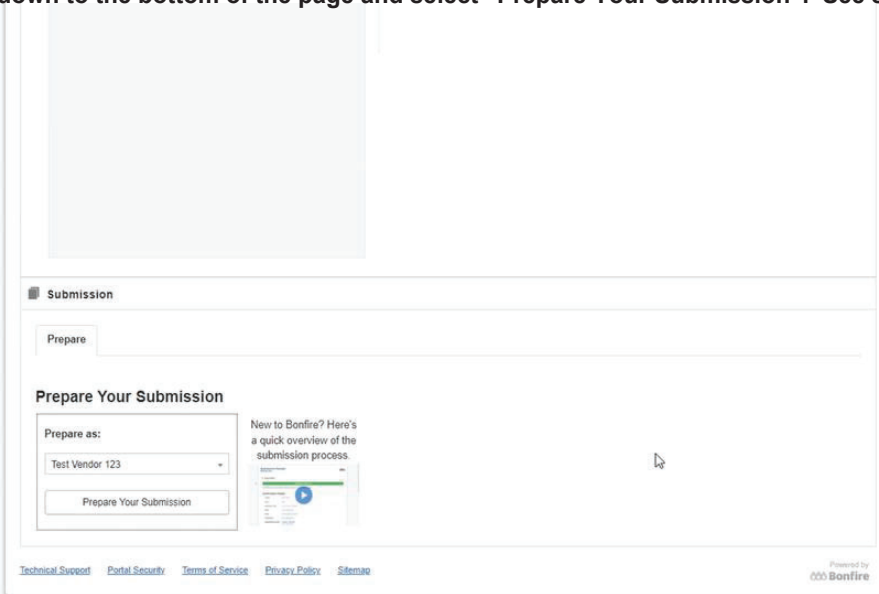 down to the bottom of the page and select "Prepare Your Submission".
Submission
Prepare
Prepare Your Submission
Prepare as:
Test Vendor 123
Prepare Your Submission
New to Bonfire? Here's
a quick overview of the
submission process.
Technical Support Portal Security Terms of Service Privacy Policy Sitemap
Powered by
Bonfire